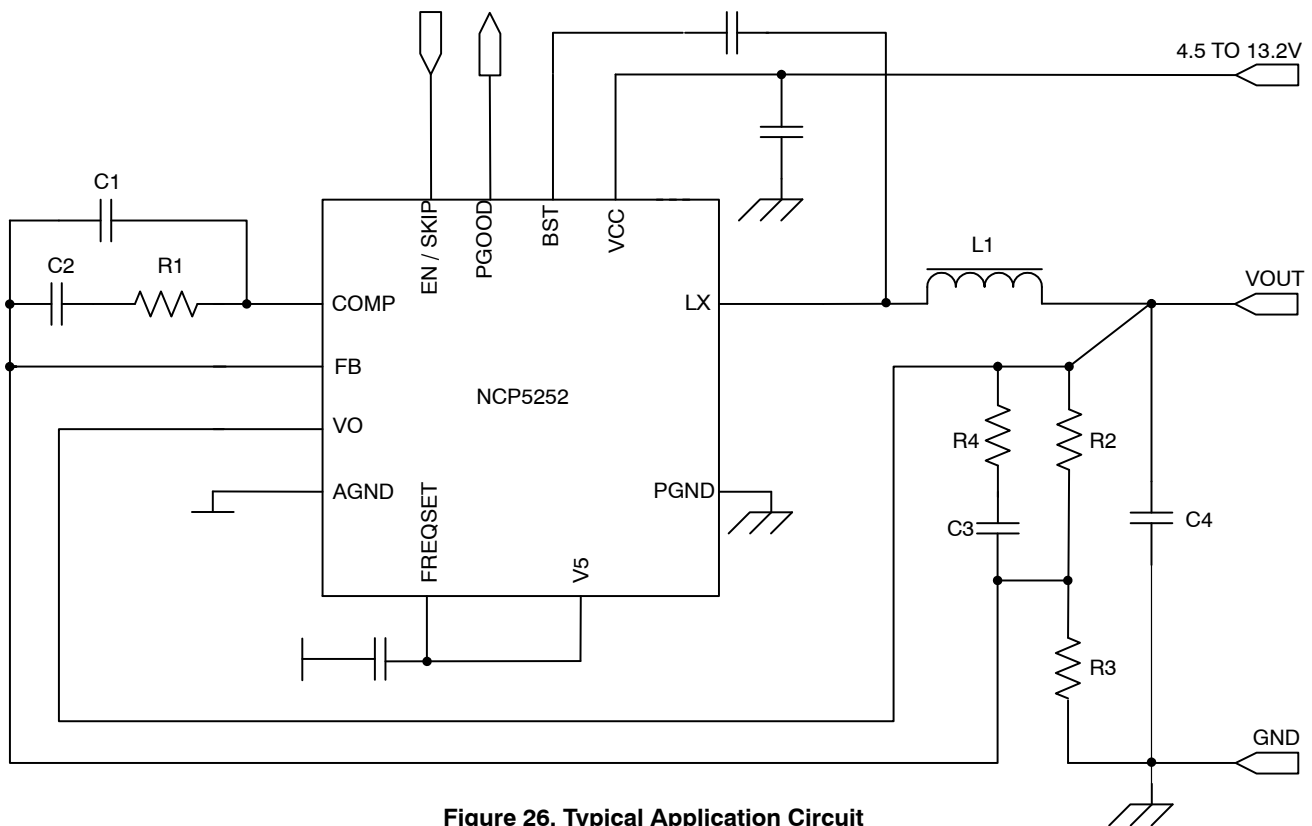 4.5 TO 13.2V
C1
EN / SKIP
PGOOD
BST
VCC
L1
C2
R1
VOUT
COMP
LX
FB
NCP5252
VO
R4
R2
AGND
PGND
FREQSET
V5
C3
C4
R3
GND
Figure 26. Typical Application Circuit